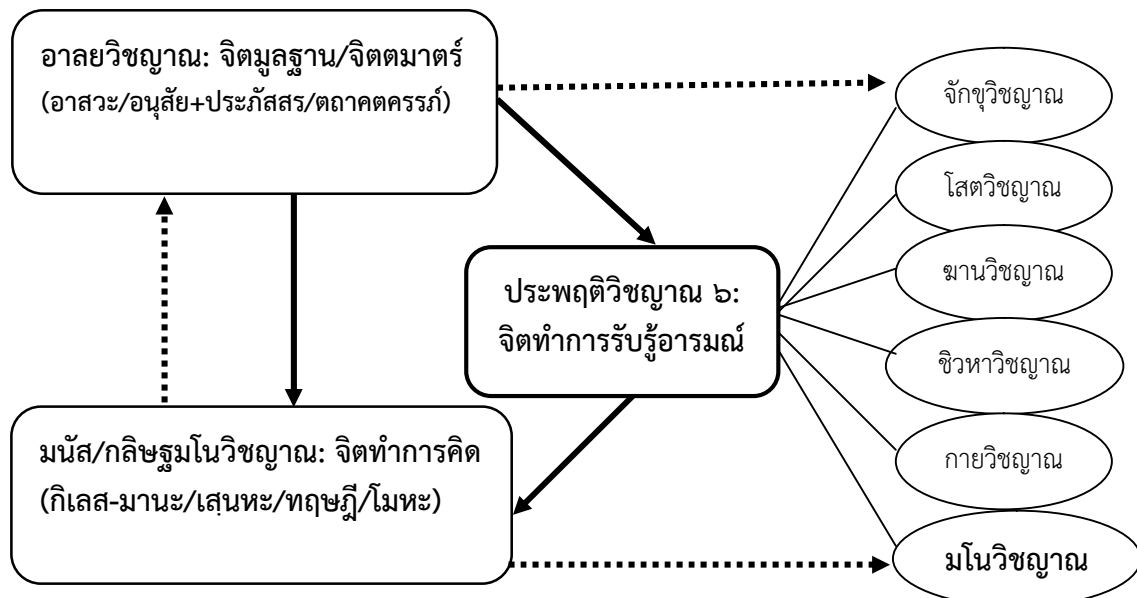 อาลยวิชญาณ: จิตมูลฐาน/จิตตมาตร์
(อาสวะ/อนุสัย+ประภัสสร/ตถาคตครรภ์)
จักขุวิชญาณ
โสตวิชญาณ
ฆานวิชญาณ
ประพฤติวิชญาณ ๖:
จิตทำการรับรู้อารมณ์
ชิวหาวิชญาณ
มนัส/กลิษฐมโนวิชญาณ: จิตทำการคิด
(กิเลส-มานะ/เสฺนหะ/ทฤษฎี/โมหะ)
กายวิชญาณ
มโนวิชญาณ